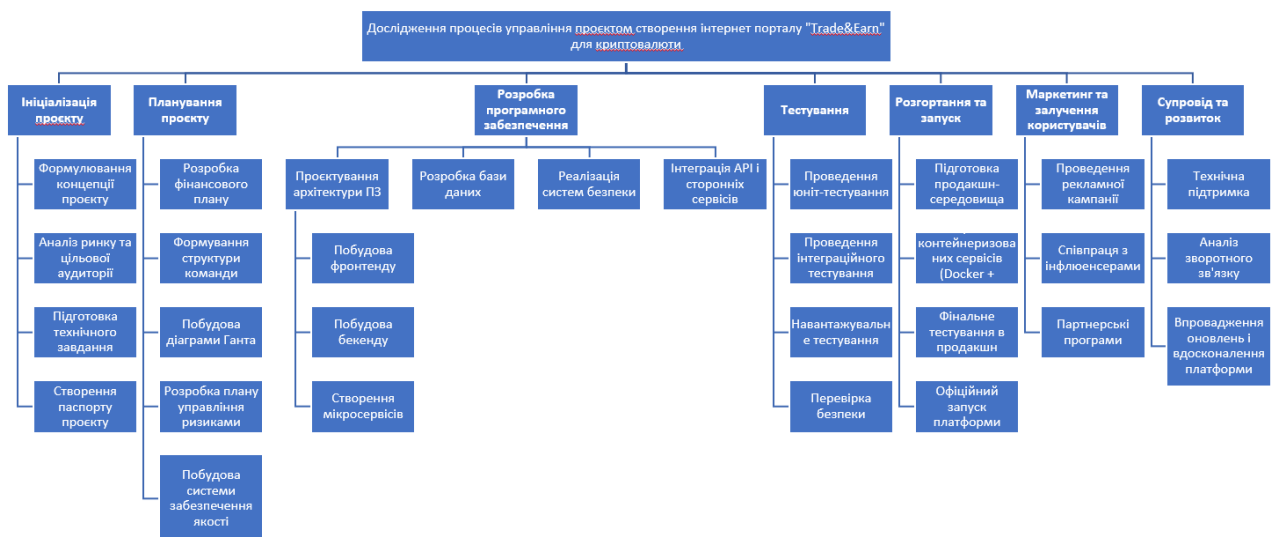 Дослідження процесів управління проєктом створення інтернет порталу "Trade&Earn"
для криптовалюти
Ініціалізація
проєкту
Формулювання
концепції
проєкту
Аналіз ринку та
цільової
аудиторії
Підготовка
технічного
завдання
Створення
паспорту
проєкту
Планування
проєкту
Розробка
фінансового
плану
Формування
структури
команди
Побудова
діаграми Ганта
Розробка плану
управління
ризиками
Побудова
системи
забезпечення
якості
Розробка
програмного
забезпечення
Проєктування
архітектури ПЗ
Побудова
фронтенду
Побудова
бекенду
Створення
мікросервісів
Розробка бази
даних
Реалізація
систем безпеки
Інтеграція API і
сторонніх
сервісів
Тестування
Проведення
юніт-тестування
Проведення
інтеграційного
тестування
Навантажувальн
е тестування
Перевірка
безпеки
Розгортання та
запуск
Підготовка
продакшн-
середовища
контейнеризова
них сервісів
(Docker +
Фінальне
тестування в
продакшн
Офіційний
запуск
платформи
Маркетинг та
залучення
користувачів
Проведення
рекламної
кампанії
Співпраця з
інфлюенсерами
Партнерські
програми
Супровід та
розвиток
Технічна
підтримка
Аналіз
зворотного
зв'язку
Впровадження
оновлень і
вдосконалення
платформи